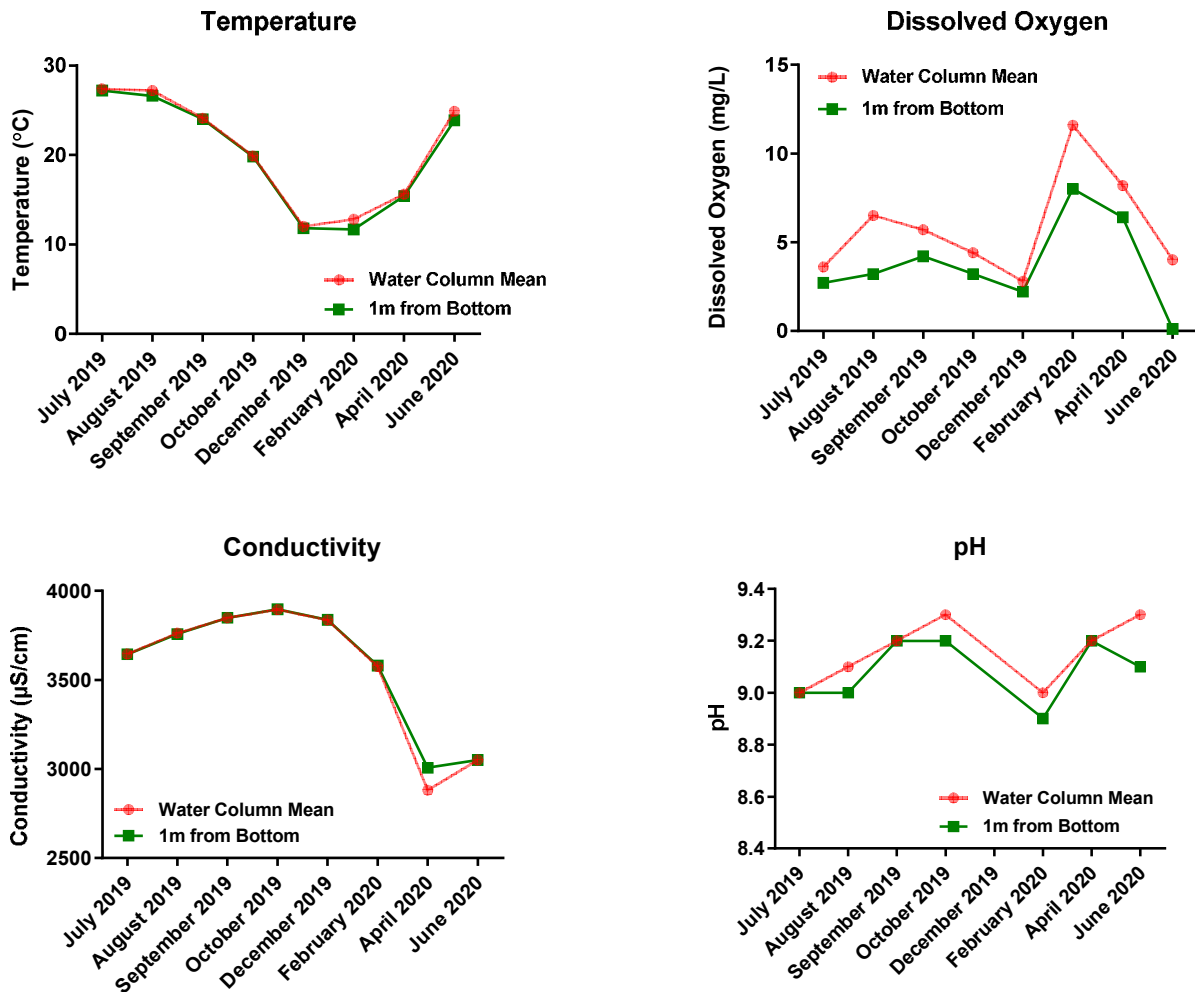 Temperature
Temperature (°C)
30
20
10
0
Water Column Mean
1m from Bottom
July 2019
August 2019
September 2019
October 2019
December 2019
February 2020
April 2020
June 2020
Dissolved Oxygen
Dissolved Oxygen (mg/L)
15
10
5
0
Water Column Mean
1m from Bottom
July 2019
August 2019
September 2019
October 2019
December 2019
February 2020
April 2020
June 2020
Conductivity
Conductivity (µS/cm)
4000
3500
3000
2500
Water Column Mean
1m from Bottom
July 2019
August 2019
September 2019
October 2019
December 2019
February 2020
April 2020
June 2020
pH
pH
9.4
9.2
9.0
8.8
8.6
8.4
Water Column Mean
1m from Bottom
July 2019
August 2019
September 2019
October 2019
December 2019
February 2020
April 2020
June 2020